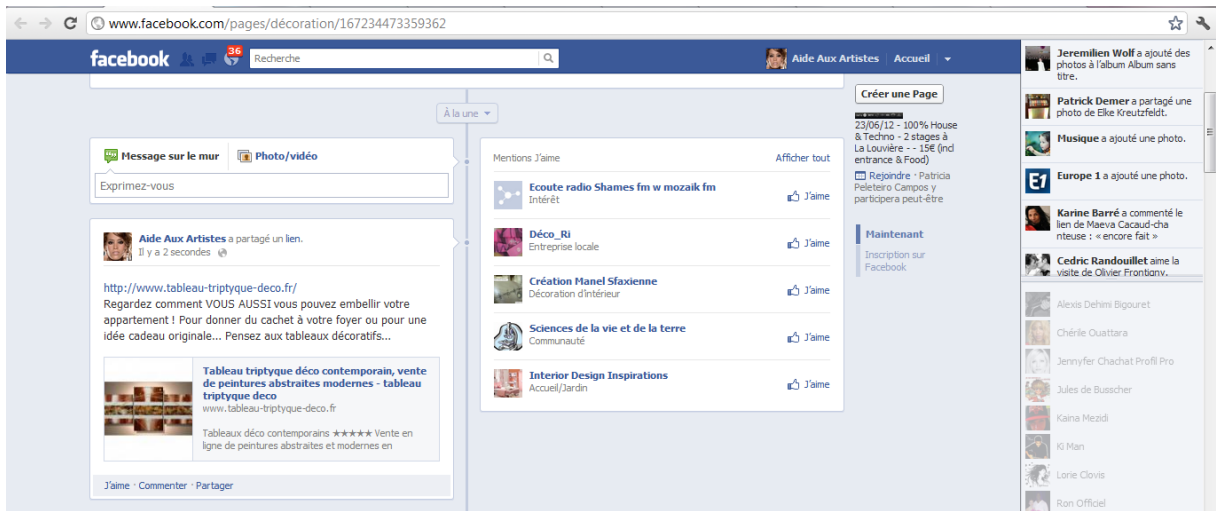 www.facebook.com/pages/décoration/167234473359362
facebook
36
Recherche
Aide Aux Artistes
Accueil
À la une
Message sur le mur
Photo/vidéo
Exprimez-vous
Aide Aux Artistes a partagé un lien.
Il y a 2 secondes
http://www.tableau-triptyque-deco.fr/
Regardez comment VOUS AUSSI vous pouvez embellir votre
appartement ! Pour donner du cachet à votre foyer ou pour une
idée cadeau originale... Pensez aux tableaux décoratifs...
Tableau triptyque déco contemporain, vente
de peintures abstraites modernes - tableau
triptyque deco
www.tableau-triptyque-deco.fr
Tableaux déco contemporains ★★★★★ Vente en
ligne de peintures abstraites et modernes en
J'aime · Commenter · Partager
Mentions J'aime
Afficher tout
Ecoute radio Shames fm w mozaik fm
Intérêt
J'aime
Déco_Ri
Entreprise locale
J'aime
Création Manel Sfaxienne
Décoration d'intérieur
J'aime
Sciences de la vie et de la terre
Communauté
J'aime
Interior Design Inspirations
Accueil/Jardin
J'aime
Créer une Page
23/06/12 - 100% House
& Techno - 2 stages à
La Louvière - - 15€ (incl
entrance & Food)
Rejoindre · Patricia
Peleteiro Campos y
participera peut-être
Maintenant
Inscription sur
Facebook
Jeremilien Wolf a ajouté des
photos à l'album Album sans
titre.
Patrick Demer a partagé une
photo de Elke Kreutzfeldt.
Musique a ajouté une photo.
E1
Europe 1 a ajouté une photo.
Karine Barré a commenté le
lien de Maeva Cacaud-cha
nteuse : « encore fait »
Cedric Randouillet aime la
visite de Olivier Frontigny.
Alexis Dehimi Bigouret
Chérile Ouattara
Jennyfer Chachat Profil Pro
Jules de Busscher
Kaina Mezidi
Ki Man
Lorie Clovis
Ron Officiel